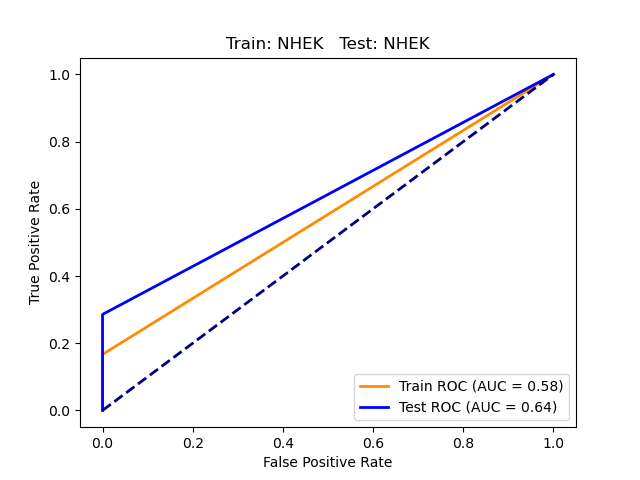 Train: NHEK   Test: NHEK
True Positive Rate
1.0
0.8
0.6
0.4
0.2
0.0
Train ROC (AUC = 0.58)
Test ROC (AUC = 0.64)
0.0 0.2 0.4 0.6 0.8 1.0
False Positive Rate